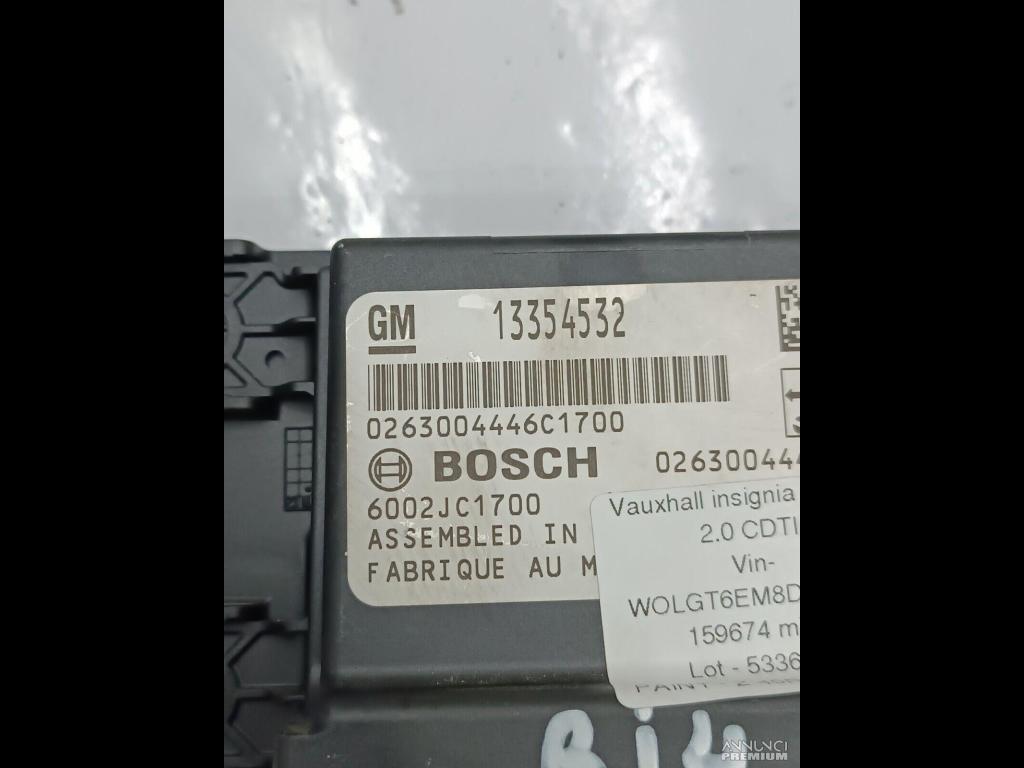 GM 13354532
0263004446C1700
BOSCH 026300444
6002JC1700
ASSEMBLED IN
FABRIQUE AU M
Vauxhall insignia
2.0 CDTI
Vin-
WOLGT6EM8D
159674 m
Lot - 5336
ANNUNCI
PREMIUM